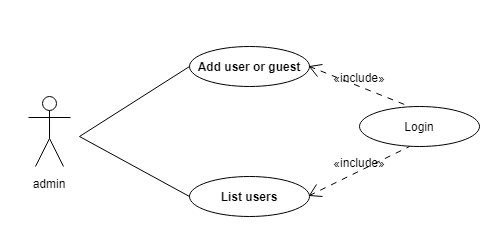 Add user or guest
«include»
Login
«include»
admin
List users